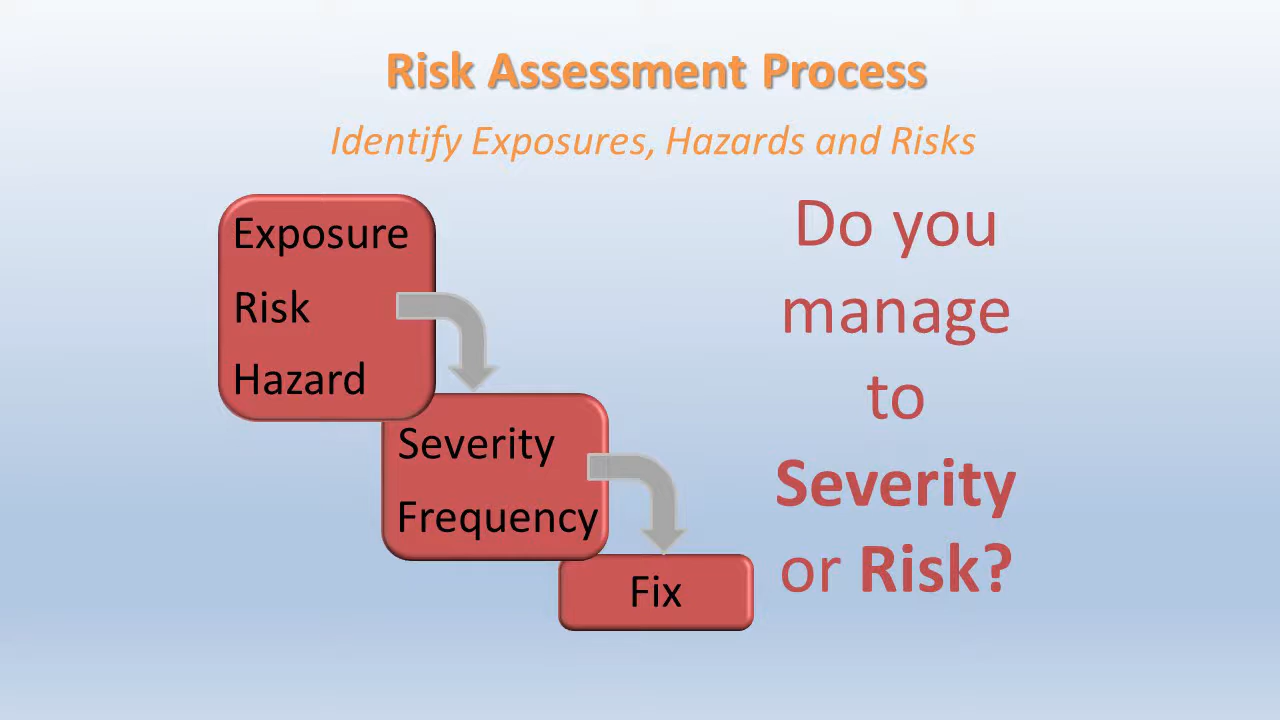 Risk Assessment Process
Identify Exposures, Hazards and Risks
Exposure
Risk
Hazard
Severity
Frequency
Fix
Do you
manage
to
Severity
or Risk?